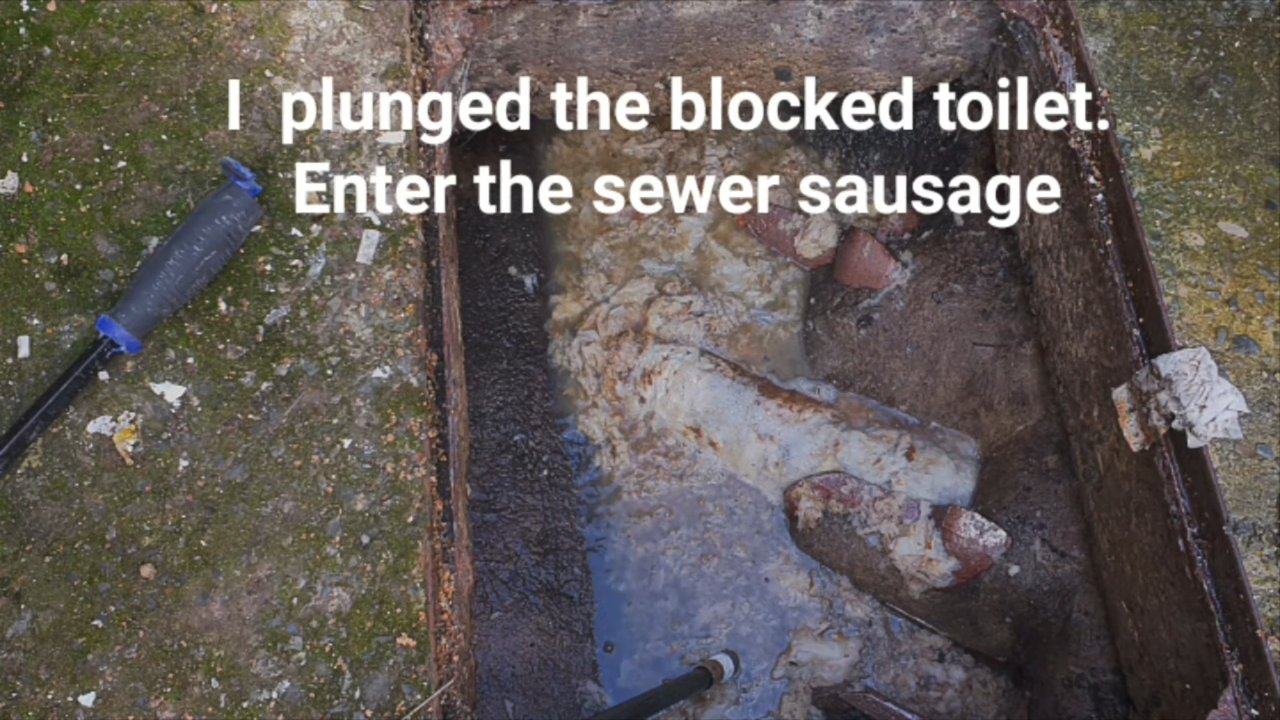 I plunged the blocked toilet.
Enter the sewer sausage